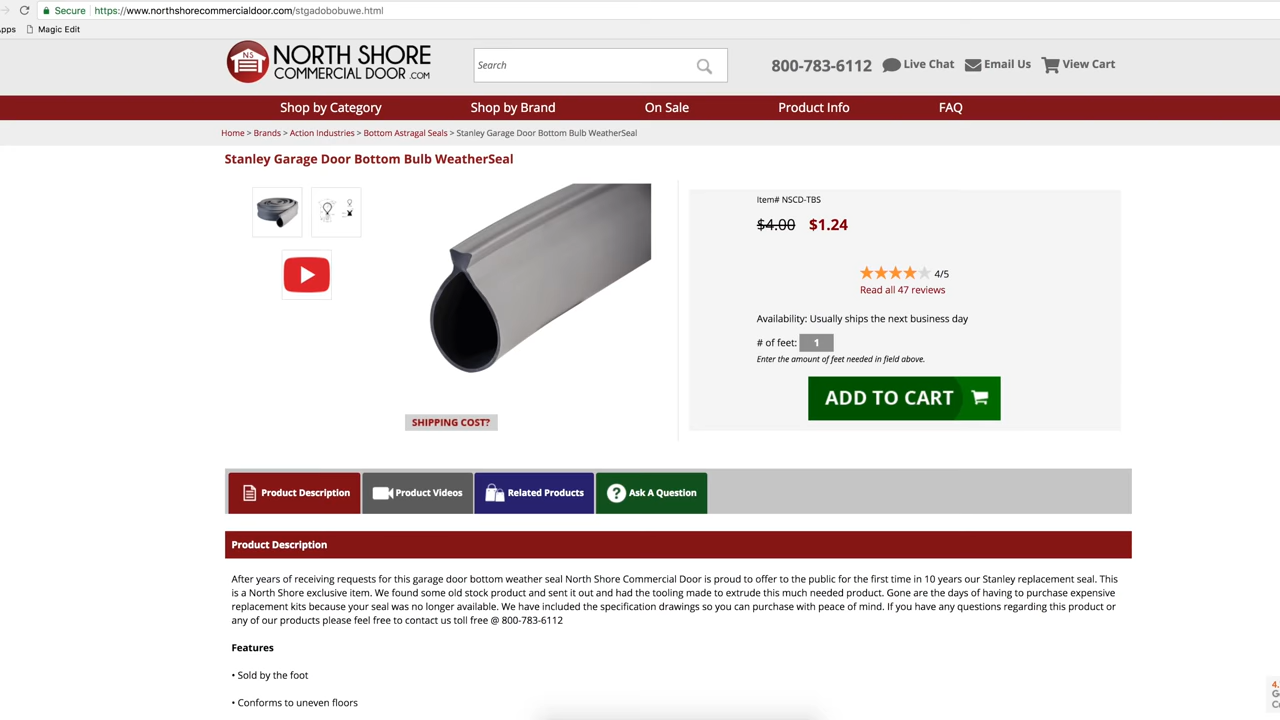 Secure https://www.northshorecommercialdoor.com/stgadobobuwe.html
Apps Magic Edit
NS
NORTH SHORE
COMMERCIAL DOOR.COM
Search
800-783-6112 Live Chat Email Us View Cart
Shop by Category Shop by Brand On Sale Product Info FAQ
Home > Brands > Action Industries > Bottom Astragal Seals > Stanley Garage Door Bottom Bulb WeatherSeal
Stanley Garage Door Bottom Bulb WeatherSeal
Item# NSCD-TBS
$4.00 $1.24
4/5
Read all 47 reviews
Availability: Usually ships the next business day
# of feet: 1
Enter the amount of feet needed in field above.
ADD TO CART
SHIPPING COST?
Product Description Product Videos Related Products Ask A Question
Product Description
After years of receiving requests for this garage door bottom weather seal North Shore Commercial Door is proud to offer to the public for the first time in 10 years our Stanley replacement seal. This
is a North Shore exclusive item. We found some old stock product and sent it out and had the tooling made to extrude this much needed product. Gone are the days of having to purchase expensive
replacement kits because your seal was no longer available. We have included the specification drawings so you can purchase with peace of mind. If you have any questions regarding this product or
any of our products please feel free to contact us toll free @ 800-783-6112
Features
• Sold by the foot
• Conforms to uneven floors
4.